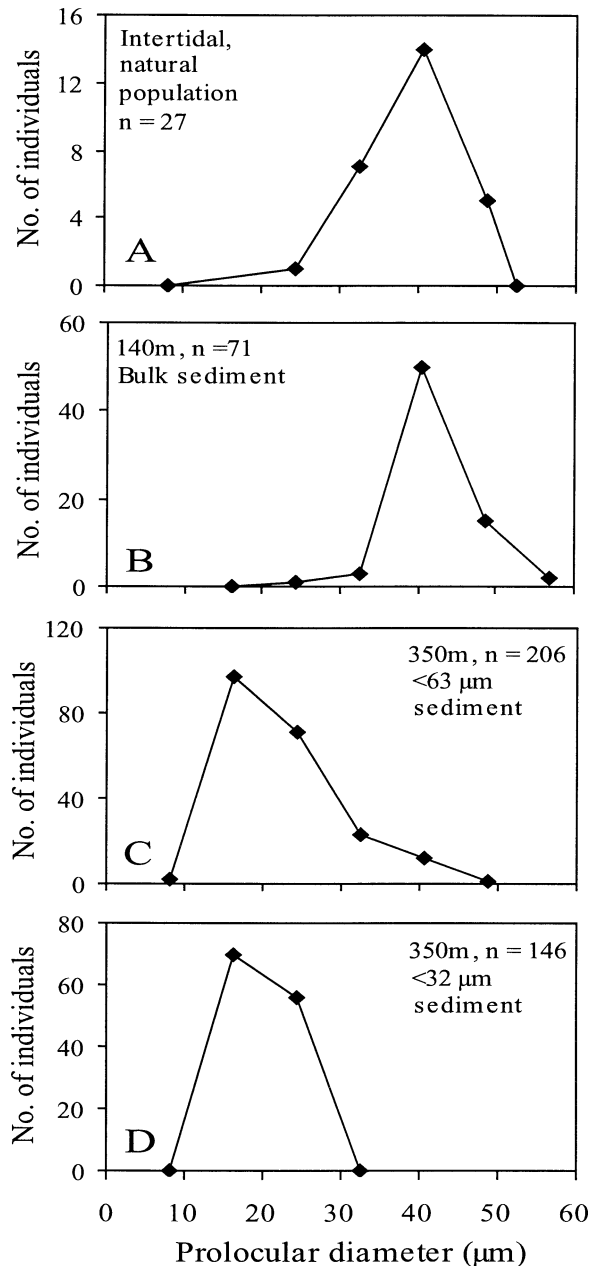 16
12
8
4
0
No. of individuals
Intertidal,
natural
population
n = 27
A
60
40
20
0
No. of individuals
140m, n =71
Bulk sediment
B
120
80
40
0
No. of individuals
350m, n = 206
<63 µm
sediment
C
80
60
40
20
0
No. of individuals
350m, n = 146
<32 µm
sediment
D
0 10 20 30 40 50 60
Prolocular diameter (µm)